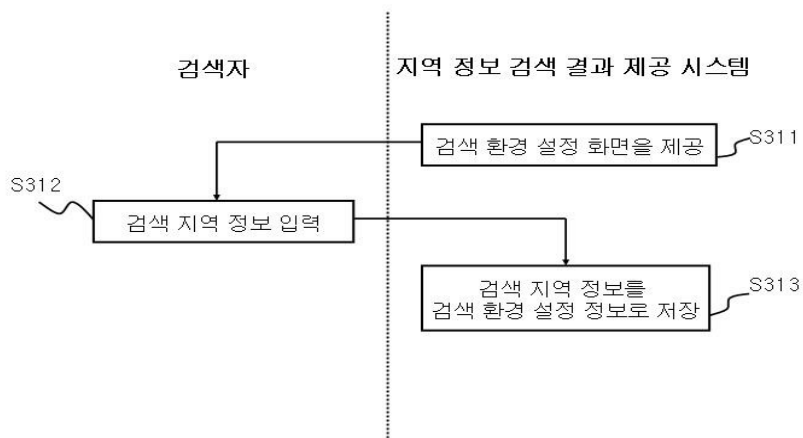 검색자
지역 정보 검색 결과 제공 시스템
검색 환경 설정 화면을 제공
S311
S312
검색 지역 정보 입력
검색 지역 정보를
검색 환경 설정 정보로 저장
S313